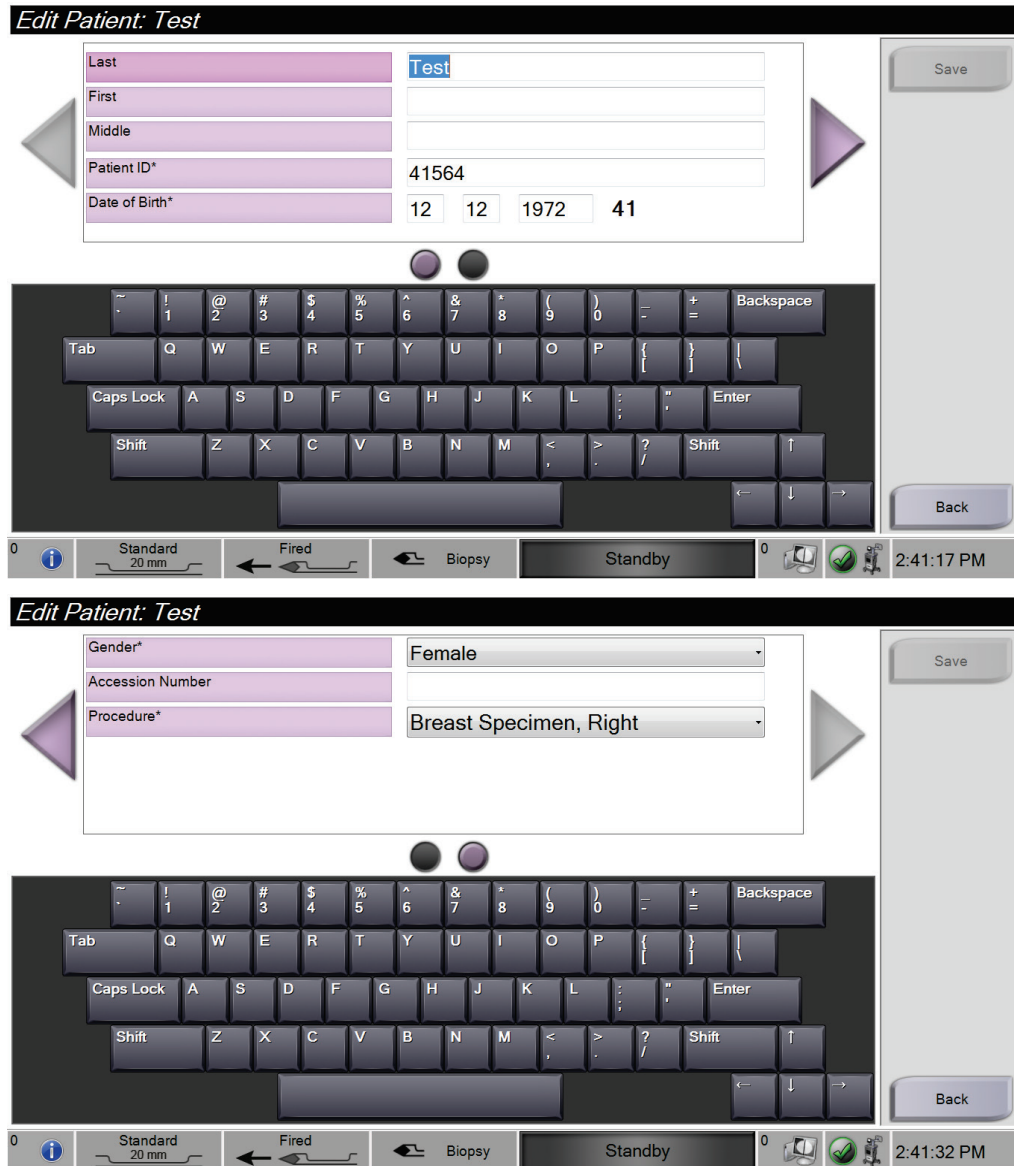 Edit Patient: Test
Last Test Save
First
Middle
Patient ID* 41564
Date of Birth* 12 12 1972 41
~ ! @ # $ % ^ & * ( ) _ + Backspace
` 1 2 3 4 5 6 7 8 9 0 - =
Tab Q W E R T Y U I O P { } |
[ ] \
Caps Lock A S D F G H J K L : " Enter
; '
Shift Z X C V B N M < > ? Shift ↑
, . /
← ↓ →
Back
0 Standard 20 mm Fired Biopsy Standby 0 2:41:17 PM
Edit Patient: Test
Gender* Female Save
Accession Number
Procedure* Breast Specimen, Right
~ ! @ # $ % ^ & * ( ) _ + Backspace
` 1 2 3 4 5 6 7 8 9 0 - =
Tab Q W E R T Y U I O P { } |
[ ] \
Caps Lock A S D F G H J K L : " Enter
; '
Shift Z X C V B N M < > ? Shift ↑
, . /
← ↓ →
Back
0 Standard 20 mm Fired Biopsy Standby 0 2:41:32 PM